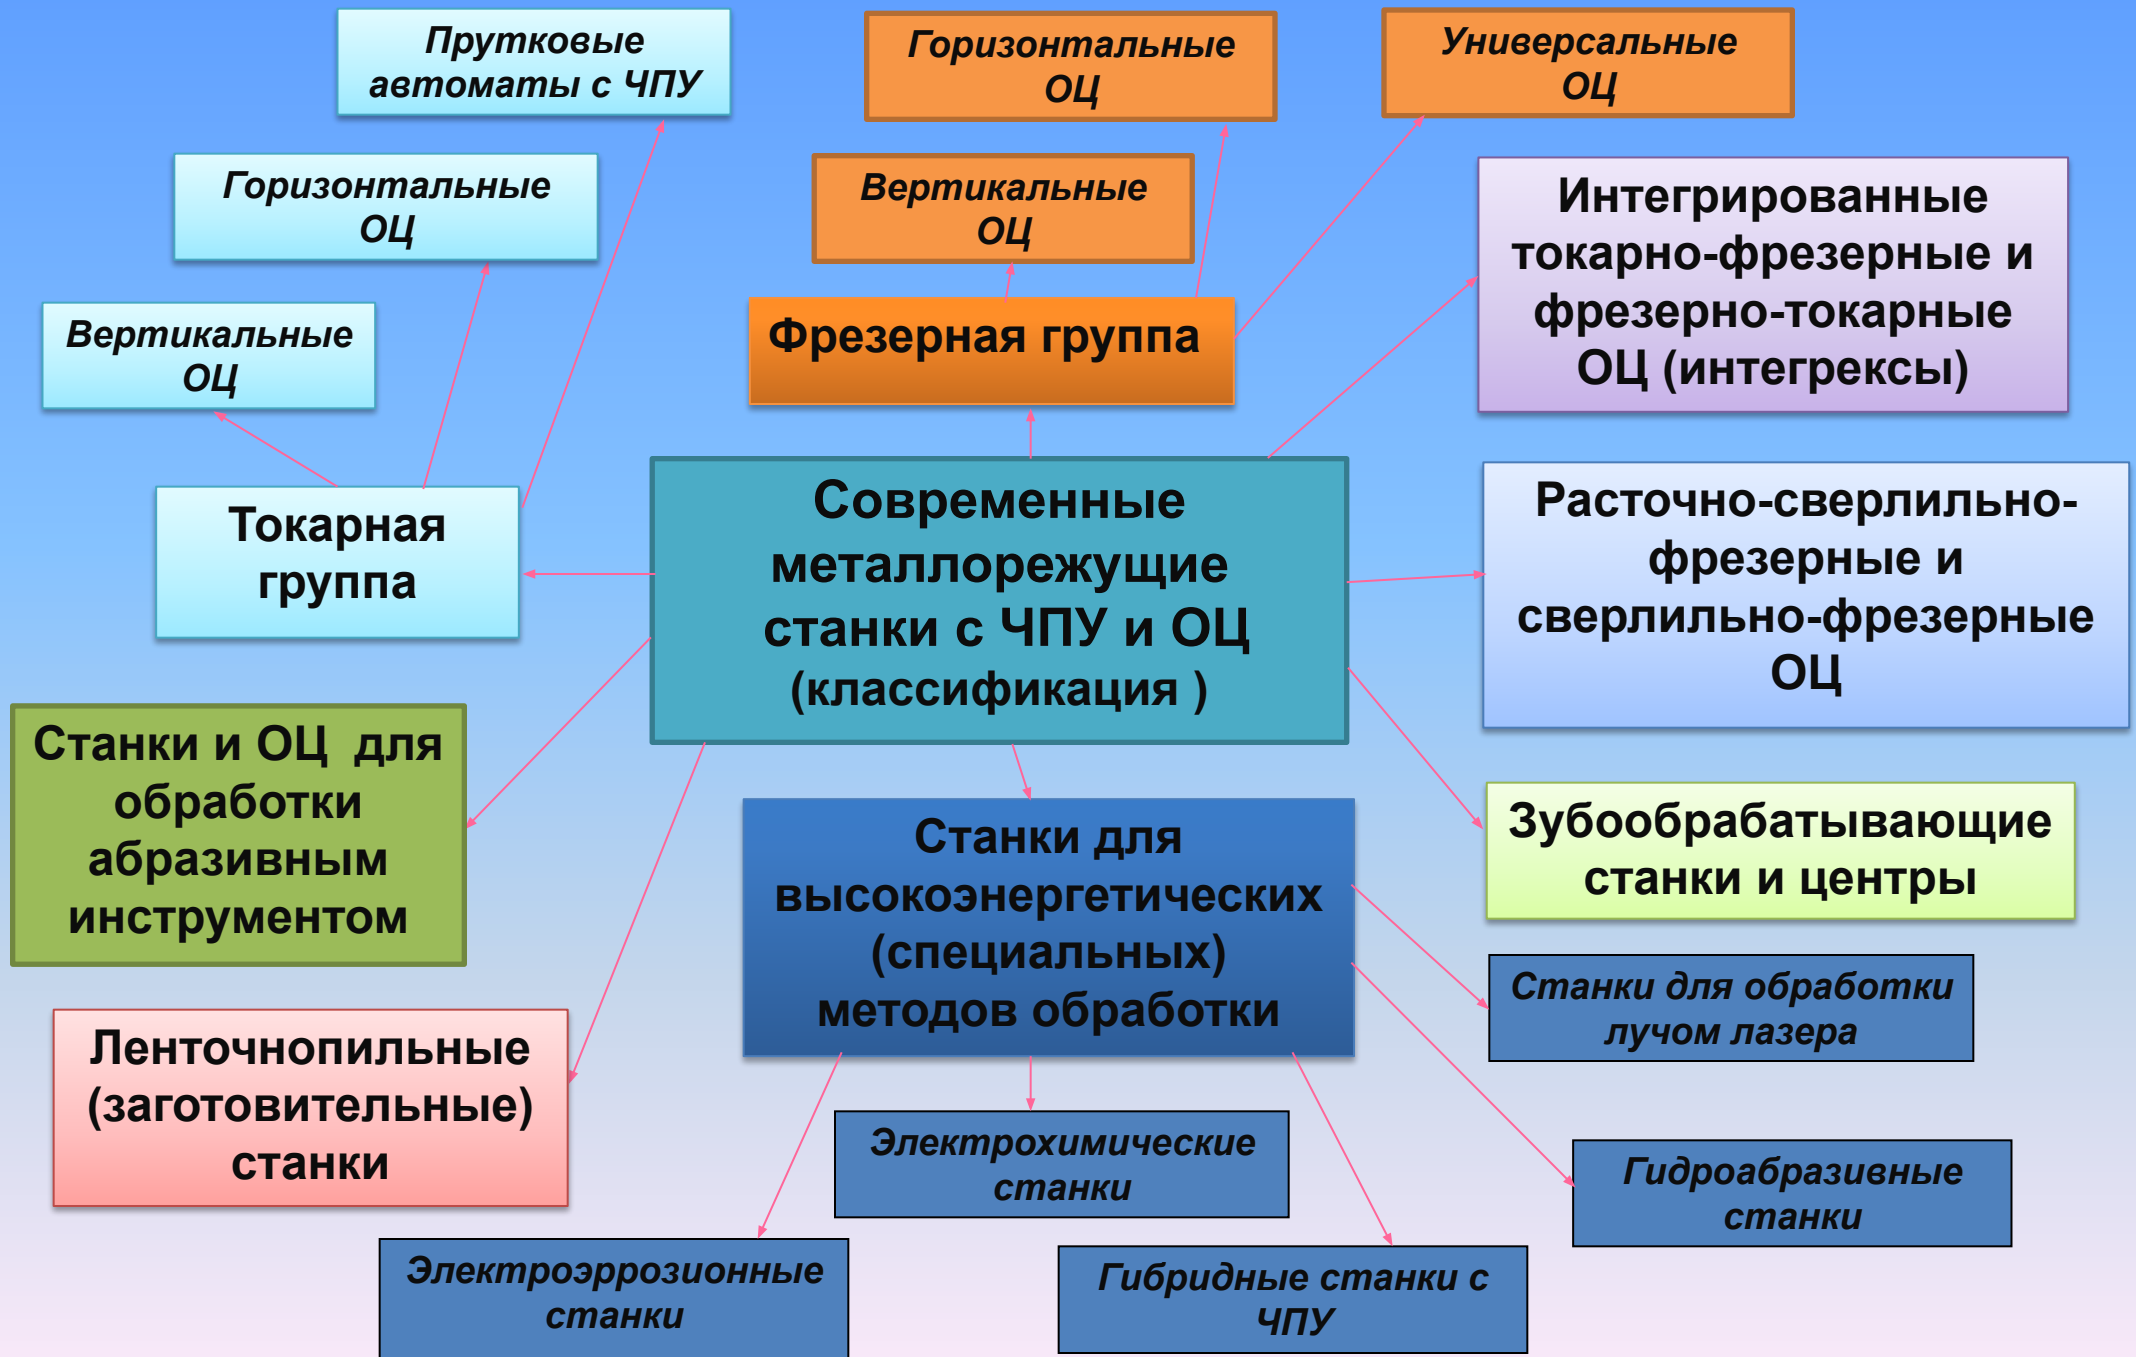 Прутковые
автоматы с ЧПУ
Горизонтальные
ОЦ
Универсальные
ОЦ
Горизонтальные
ОЦ
Вертикальные
ОЦ
Интегрированные
токарно-фрезерные и
фрезерно-токарные
ОЦ (интегрексы)
Вертикальные
ОЦ
Фрезерная группа
Токарная
группа
Современные
металлорежущие
станки с ЧПУ и ОЦ
(классификация )
Расточно-сверлильно-
фрезерные и
сверлильно-фрезерные
ОЦ
Станки и ОЦ  для
обработки
абразивным
инструментом
Станки для
высокоэнергетических
(специальных)
методов обработки
Зубообрабатывающие
станки и центры
Станки для обработки
лучом лазера
Ленточнопильные
(заготовительные)
станки
Электрохимические
станки
Гидроабразивные
станки
Электроэррозионные
станки
Гибридные станки с
ЧПУ